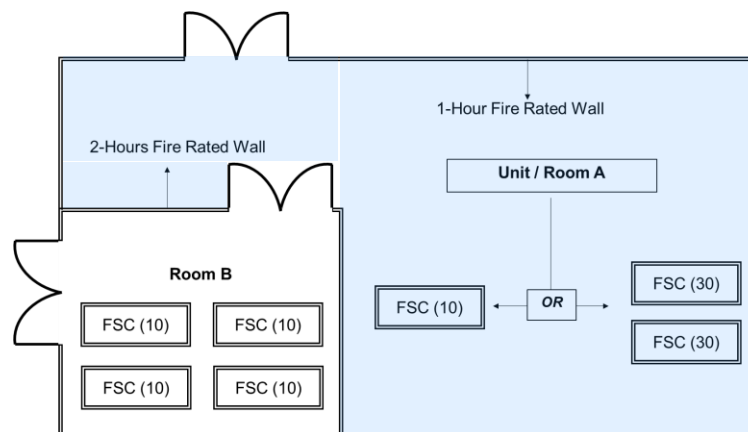 1-Hour Fire Rated Wall
2-Hours Fire Rated Wall
Unit / Room A
Room B
FSC (10)
FSC (10)
FSC (10)
FSC (10)
FSC (10)
OR
FSC (30)
FSC (30)